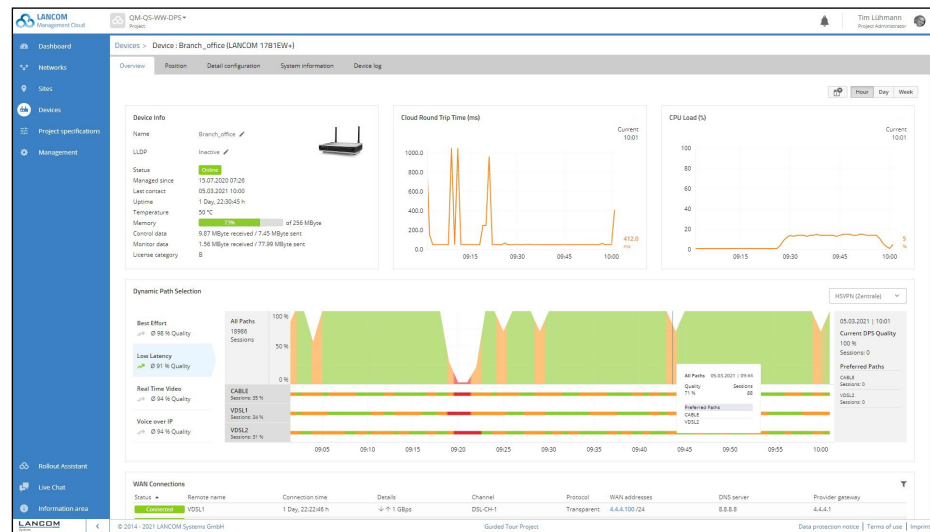 LANCOM
Management Cloud
QM-QS-WW-DPS
Project
Tim Lühmann
Project Administrator
Dashboard
Networks
Sites
Devices
Project specifications
Management
Rollout Assistant
Live Chat
Information area
LANCOM
Systems
Devices > Device : Branch_office (LANCOM 1781EW+)
Overview Position Detail configuration System information Device log
Hour Day Week
Device Info
Name Branch_office
LLDP Inactive
Status Online
Managed since 15.07.2020 07:26
Last contact 05.03.2021 10:00
Uptime 1 Day, 22:30:45 h
Temperature 50 °C
Memory 73% of 256 MByte
Control data 9.87 MByte received / 7.45 MByte sent
Monitor data 1.56 MByte received / 77.99 MByte sent
License category B
Cloud Round Trip Time (ms)
Current
10:01
1000.0
800.0
600.0
400.0
200.0
0.0
412.0
ms
09:15 09:30 09:45 10:00
CPU Load (%)
Current
10:01
100
80
60
40
20
0
5
%
09:15 09:30 09:45 10:00
Dynamic Path Selection
HSVPN (Zentrale)
Best Effort
Ø 98 % Quality
Low Latency
Ø 91 % Quality
Real Time Video
Ø 94 % Quality
Voice over IP
Ø 94 % Quality
All Paths
18986
Sessions
100 %
50 %
0 %
CABLE
Sessions: 35 %
VDSL1
Sessions: 34 %
VDSL2
Sessions: 31 %
09:05 09:10 09:15 09:20 09:25 09:30 09:35 09:40 09:45 09:50 09:55 10:00
All Paths 05.03.2021 | 09:44
Quality Sessions
71 % 88
Preferred Paths
CABLE
VDSL2
05.03.2021 | 10:01
Current DPS Quality
100 %
Sessions: 0
Preferred Paths
CABLE
Sessions: 0
VDSL2
Sessions: 0
WAN Connections
Status Remote name Connection time Details Channel Protocol WAN addresses DNS server Provider gateway
Connected VDSL1 1 Day, 22:22:46 h 1 GBps DSL-CH-1 Transparent 4.4.4.100 /24 8.8.8.8 4.4.4.1
© 2014 - 2021 LANCOM Systems GmbH Guided Tour Project Data protection notice | Terms of use | Imprint